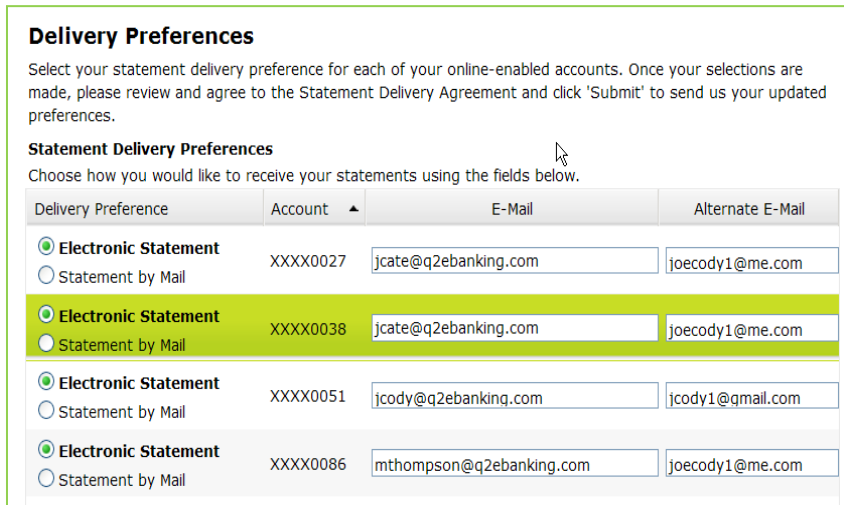 Delivery Preferences
Select your statement delivery preference for each of your online-enabled accounts. Once your selections are
made, please review and agree to the Statement Delivery Agreement and click 'Submit' to send us your updated
preferences.
Statement Delivery Preferences
Choose how you would like to receive your statements using the fields below.
Delivery Preference Account E-Mail Alternate E-Mail
Electronic Statement
Statement by Mail
XXXX0027 jcate@q2ebanking.com joecody1@me.com
Electronic Statement
Statement by Mail
XXXX0038 jcate@q2ebanking.com joecody1@me.com
Electronic Statement
Statement by Mail
XXXX0051 jcody@q2ebanking.com jcody1@gmail.com
Electronic Statement
Statement by Mail
XXXX0086 mthompson@q2ebanking.com joecody1@me.com